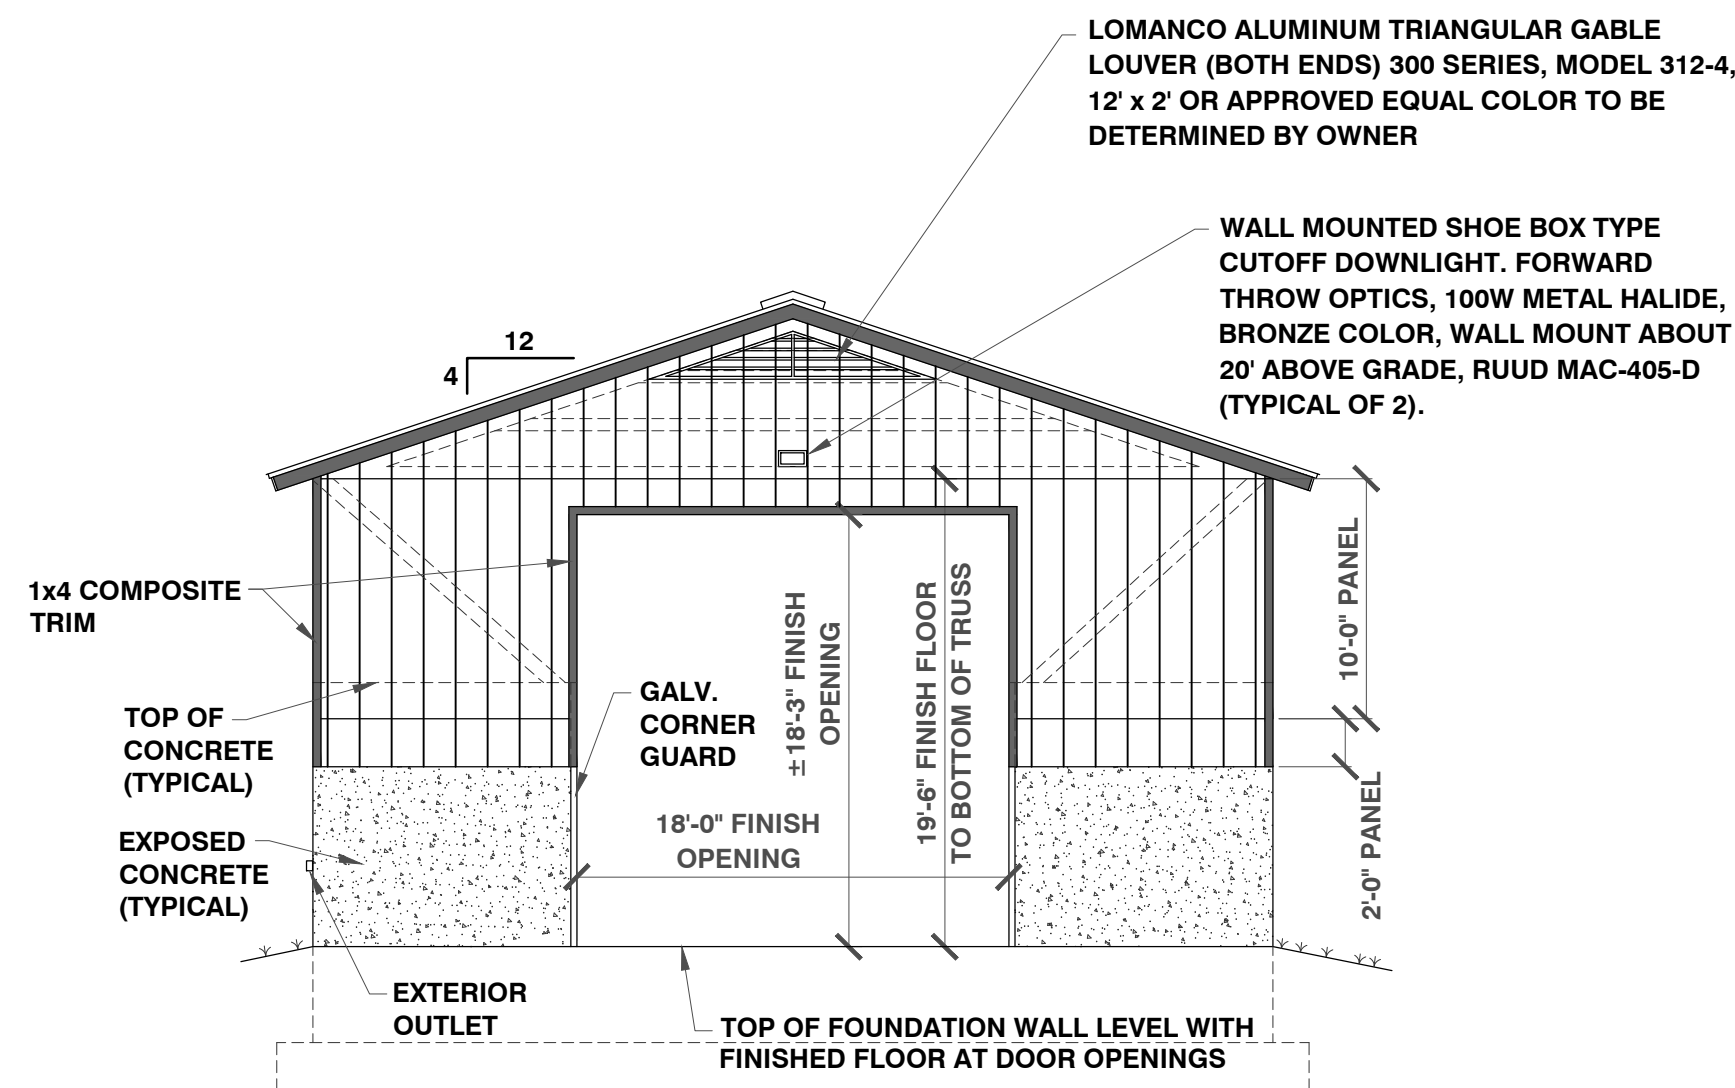 LOMANCO ALUMINUM TRIANGULAR GABLE
LOUVER (BOTH ENDS) 300 SERIES, MODEL 312-4,
12' x 2' OR APPROVED EQUAL COLOR TO BE
DETERMINED BY OWNER
WALL MOUNTED SHOE BOX TYPE
CUTOFF DOWNLIGHT. FORWARD
THROW OPTICS, 100W METAL HALIDE,
BRONZE COLOR, WALL MOUNT ABOUT
20' ABOVE GRADE, RUUD MAC-405-D
(TYPICAL OF 2).
12
4
1x4 COMPOSITE
TRIM
TOP OF
CONCRETE
(TYPICAL)
EXPOSED
CONCRETE
(TYPICAL)
GALV.
CORNER
GUARD
18'-0" FINISH
OPENING
±18'-3" FINISH
OPENING
19'-6" FINISH FLOOR
TO BOTTOM OF TRUSS
10'-0" PANEL
2'-0" PANEL
EXTERIOR
OUTLET
TOP OF FOUNDATION WALL LEVEL WITH
FINISHED FLOOR AT DOOR OPENINGS